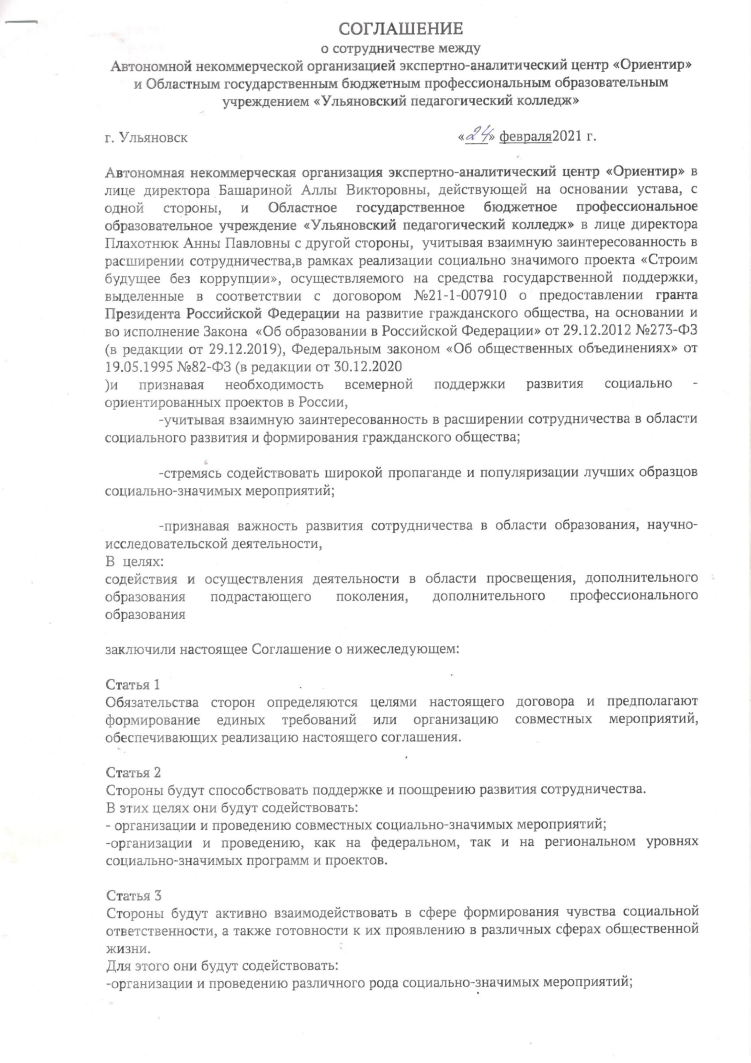 СОГЛАШЕНИЕ
о сотрудничестве между
Автономной некоммерческой организацией экспертно-аналитический центр «Ориентир»
и Областным государственным бюджетным профессиональным образовательным
учреждением «Ульяновский педагогический колледж»
г. Ульяновск «24» февраля2021 г.
Автономная некоммерческая организация экспертно-аналитический центр «Ориентир» в
лице директора Башариной Аллы Викторовны, действующей на основании устава, с
одной стороны, и Областное государственное бюджетное профессиональное
образовательное учреждение «Ульяновский педагогический колледж» в лице директора
Плахотнюк Анны Павловны с другой стороны, учитывая взаимную заинтересованность в
расширении сотрудничества,в рамках реализации социально значимого проекта «Строим
будущее без коррупции», осуществляемого на средства государственной поддержки,
выделенные в соответствии с договором №21-1-007910 о предоставлении гранта
Президента Российской Федерации на развитие гражданского общества, на основании и
во исполнение Закона «Об образовании в Российской Федерации» от 29.12.2012 №273-ФЗ
(в редакции от 29.12.2019), Федеральным законом «Об общественных объединениях» от
19.05.1995 №82-ФЗ (в редакции от 30.12.2020
)и признавая необходимость всемерной поддержки развития социально -
ориентированных проектов в России,
-учитывая взаимную заинтересованность в расширении сотрудничества в области
социального развития и формирования гражданского общества;
-стремясь содействовать широкой пропаганде и популяризации лучших образцов
социально-значимых мероприятий;
-признавая важность развития сотрудничества в области образования, научно-
исследовательской деятельности,
В целях:
содействия и осуществления деятельности в области просвещения, дополнительного
образования подрастающего поколения, дополнительного профессионального
образования
заключили настоящее Соглашение о нижеследующем:
Статья 1
Обязательства сторон определяются целями настоящего договора и предполагают
формирование единых требований или организацию совместных мероприятий,
обеспечивающих реализацию настоящего соглашения.
Статья 2
Стороны будут способствовать поддержке и поощрению развития сотрудничества.
В этих целях они будут содействовать:
- организации и проведению совместных социально-значимых мероприятий;
-организации и проведению, как на федеральном, так и на региональном уровнях
социально-значимых программ и проектов.
Статья 3
Стороны будут активно взаимодействовать в сфере формирования чувства социальной
ответственности, а также готовности к их проявлению в различных сферах общественной
жизни.
Для этого они будут содействовать:
-организации и проведению различного рода социально-значимых мероприятий;